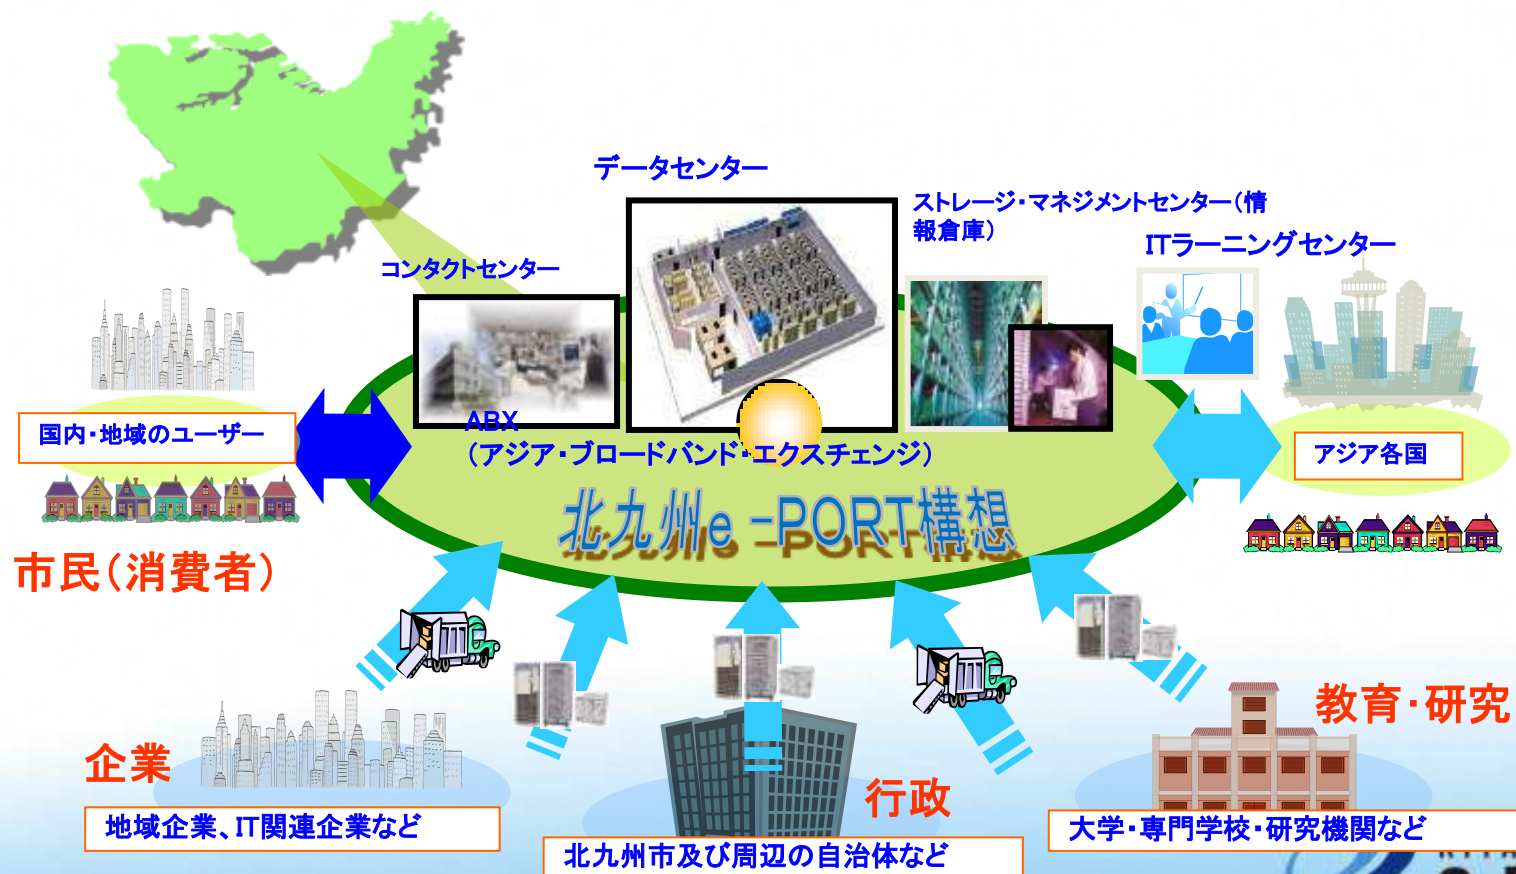 データセンター
ストレージ・マネジメントセンター(情
報倉庫)
ITラーニングセンター
コンタクトセンター
国内・地域のユーザー
ABX
(アジア・ブロードバンド・エクスチェンジ)
アジア各国
北九州e-PORT構想
市民(消費者)
教育・研究
企業
行政
地域企業、IT関連企業など
大学・専門学校・研究機関など
北九州市及び周辺の自治体など